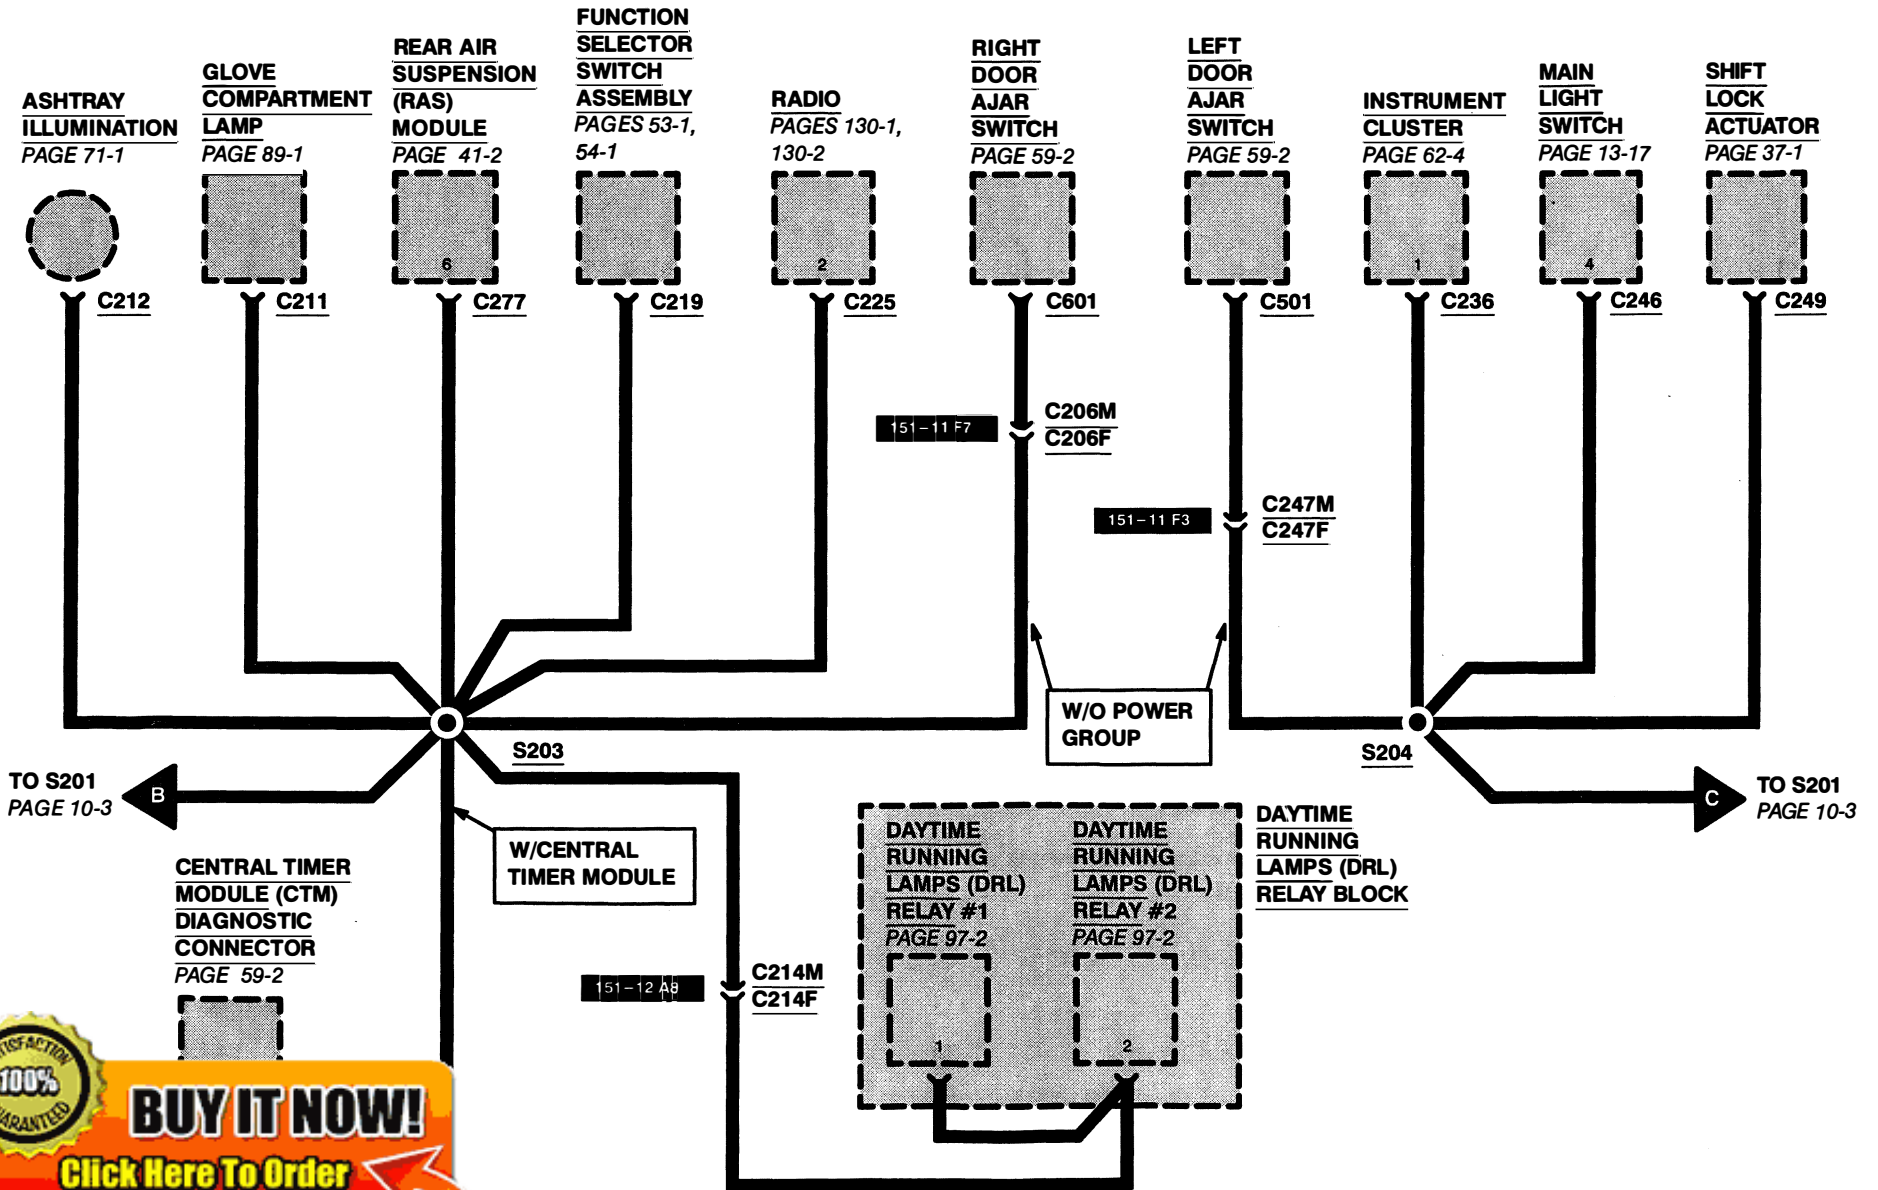 ASHTRAY
ILLUMINATION
PAGE 71-1
C212
GLOVE
COMPARTMENT
LAMP
PAGE 89-1
C211
REAR AIR
SUSPENSION
(RAS)
MODULE
PAGE 41-2
6
C277
FUNCTION
SELECTOR
SWITCH
ASSEMBLY
PAGES 53-1,
54-1
C219
RADIO
PAGES 130-1,
130-2
2
C225
RIGHT
DOOR
AJAR
SWITCH
PAGE 59-2
C601
LEFT
DOOR
AJAR
SWITCH
PAGE 59-2
C501
INSTRUMENT
CLUSTER
PAGE 62-4
1
C236
MAIN
LIGHT
SWITCH
PAGE 13-17
4
C246
SHIFT
LOCK
ACTUATOR
PAGE 37-1
C249
151-11 F7
C206M
C206F
151-11 F3
C247M
C247F
W/O POWER
GROUP
S203
S204
TO S201
PAGE 10-3
B
C
TO S201
PAGE 10-3
W/CENTRAL
TIMER MODULE
CENTRAL TIMER
MODULE (CTM)
DIAGNOSTIC
CONNECTOR
PAGE 59-2
151-12 A8
C214M
C214F
DAYTIME
RUNNING
LAMPS (DRL)
RELAY #1
PAGE 97-2
1
DAYTIME
RUNNING
LAMPS (DRL)
RELAY #2
PAGE 97-2
2
DAYTIME
RUNNING
LAMPS (DRL)
RELAY BLOCK
100%
BUY IT NOW!
Click Here To Order